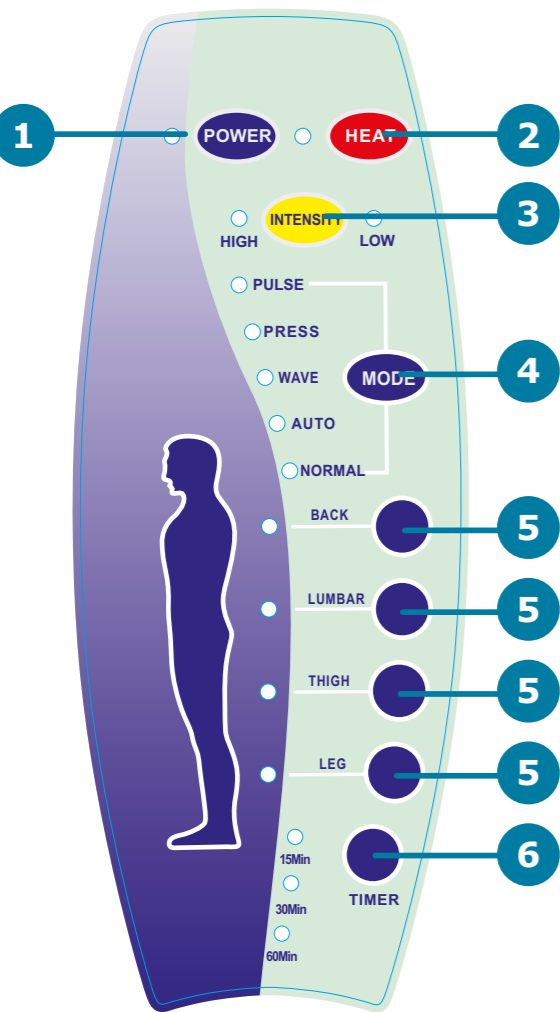 1 POWER HEAT 2
INTENSITY 3
HIGH LOW
PULSE
PRESS
WAVE MODE 4
AUTO
NORMAL
BACK 5
LUMBAR 5
THIGH 5
LEG 5
15Min 6
TIMER
30Min
60Min